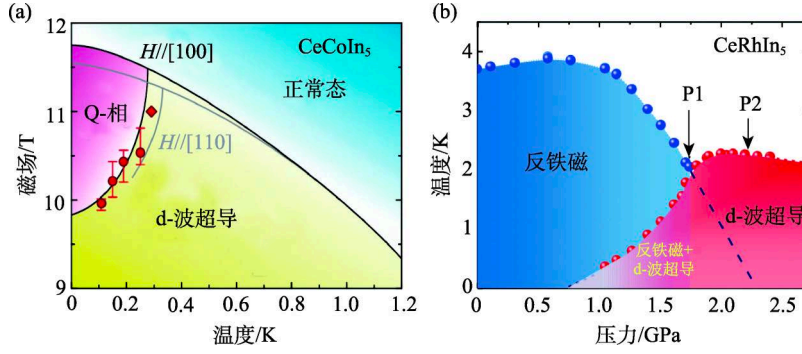 (a)
12
11
10
9
磁场/T
0
0.2
0.4
0.6
0.8
1.0
1.2
温度/K
H//[100]
CeCoIn5
正常态
Q-相
H//[110]
d-波超导
(b)
4
3
2
1
0
温度/K
0
0.5
1.0
1.5
2.0
2.5
压力/GPa
CeRhIn5
P1
P2
反铁磁
d-波超导
反铁磁+
d-波超导